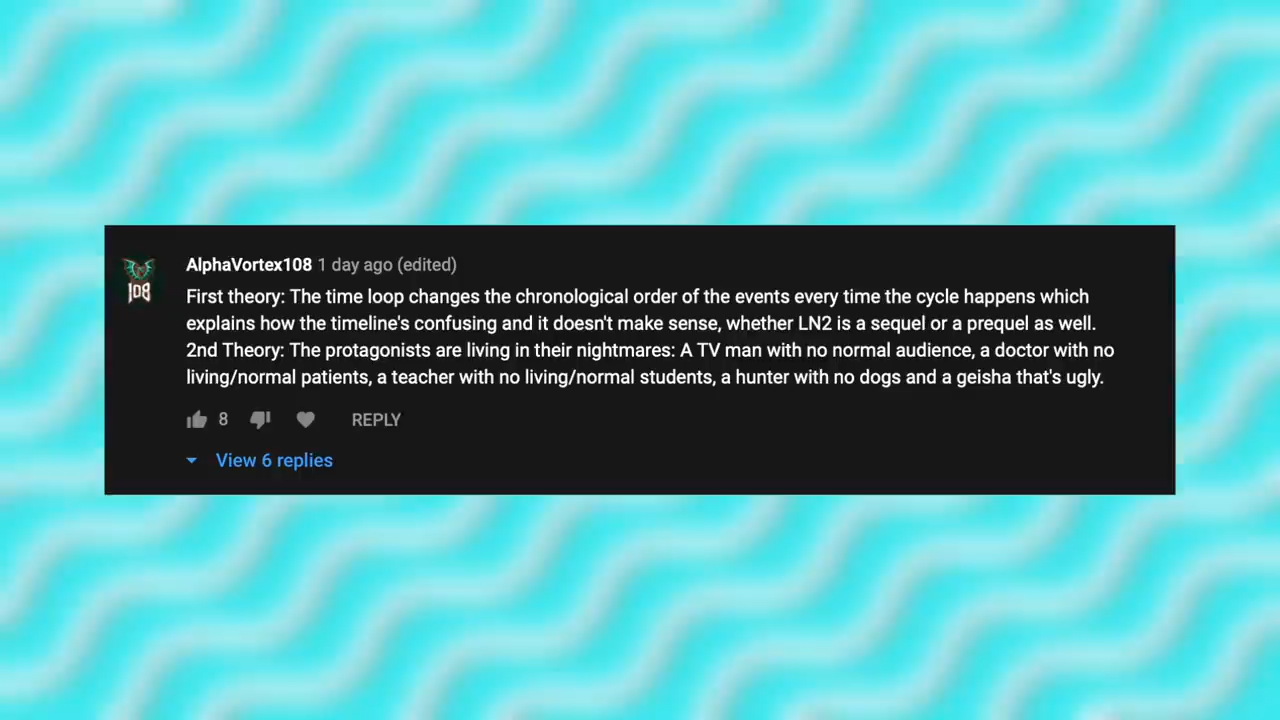 108
AlphaVortex108 1 day ago (edited)
First theory: The time loop changes the chronological order of the events every time the cycle happens which
explains how the timeline's confusing and it doesn't make sense, whether LN2 is a sequel or a prequel as well.
2nd Theory: The protagonists are living in their nightmares: A TV man with no normal audience, a doctor with no
living/normal patients, a teacher with no living/normal students, a hunter with no dogs and a geisha that's ugly.
8 REPLY
View 6 replies